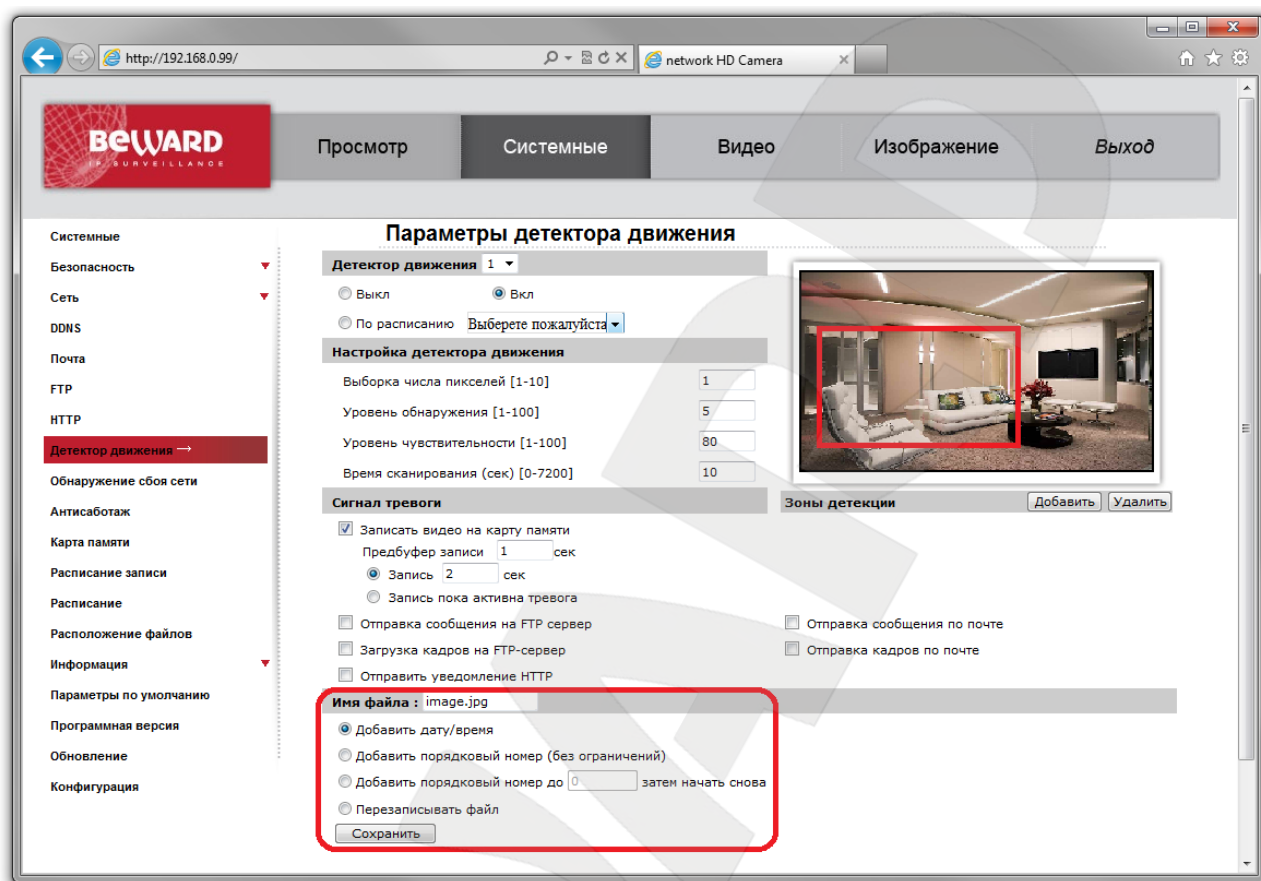 http://192.168.0.99/
network HD Camera
BEWARD
IP SURVEILLANCE
Просмотр
Системные
Видео
Изображение
Выход
Системные
Безопасность
Сеть
DDNS
Почта
FTP
HTTP
Детектор движения →
Обнаружение сбоя сети
Антисаботаж
Карта памяти
Расписание записи
Расписание
Расположение файлов
Информация
Параметры по умолчанию
Программная версия
Обновление
Конфигурация
Параметры детектора движения
Детектор движения 1
Выкл Вкл
По расписанию Выберете пожалуйста
Настройка детектора движения
Выборка числа пикселей [1-10] 1
Уровень обнаружения [1-100] 5
Уровень чувствительности [1-100] 80
Время сканирования (сек) [0-7200] 10
Зоны детекции Добавить Удалить
Сигнал тревоги
Записать видео на карту памяти
Предбуфер записи 1 сек
Запись 2 сек
Запись пока активна тревога
Отправка сообщения на FTP сервер
Отправка сообщения по почте
Загрузка кадров на FTP-сервер
Отправка кадров по почте
Отправить уведомление HTTP
Имя файла : image.jpg
Добавить дату/время
Добавить порядковый номер (без ограничений)
Добавить порядковый номер до 0 затем начать снова
Перезаписывать файл
Сохранить